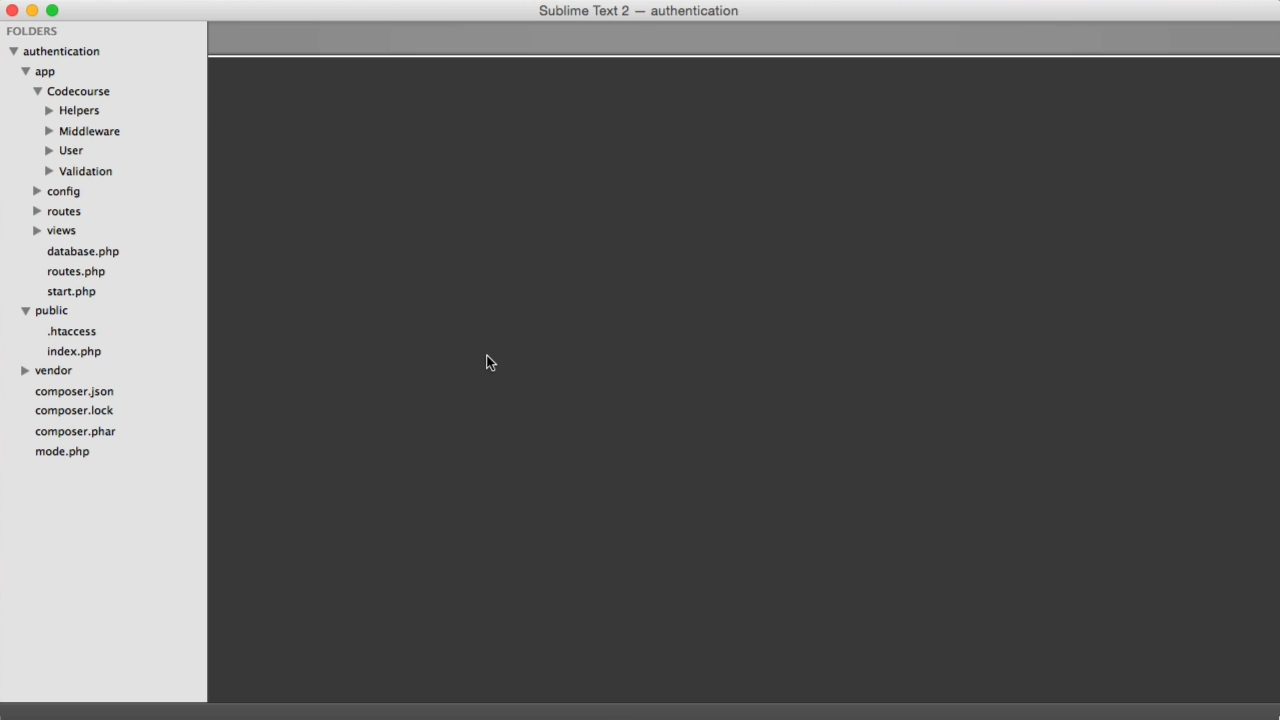 Sublime Text 2 — authentication
FOLDERS
authentication
app
Codecourse
Helpers
Middleware
User
Validation
config
routes
views
database.php
routes.php
start.php
public
.htaccess
index.php
vendor
composer.json
composer.lock
composer.phar
mode.php